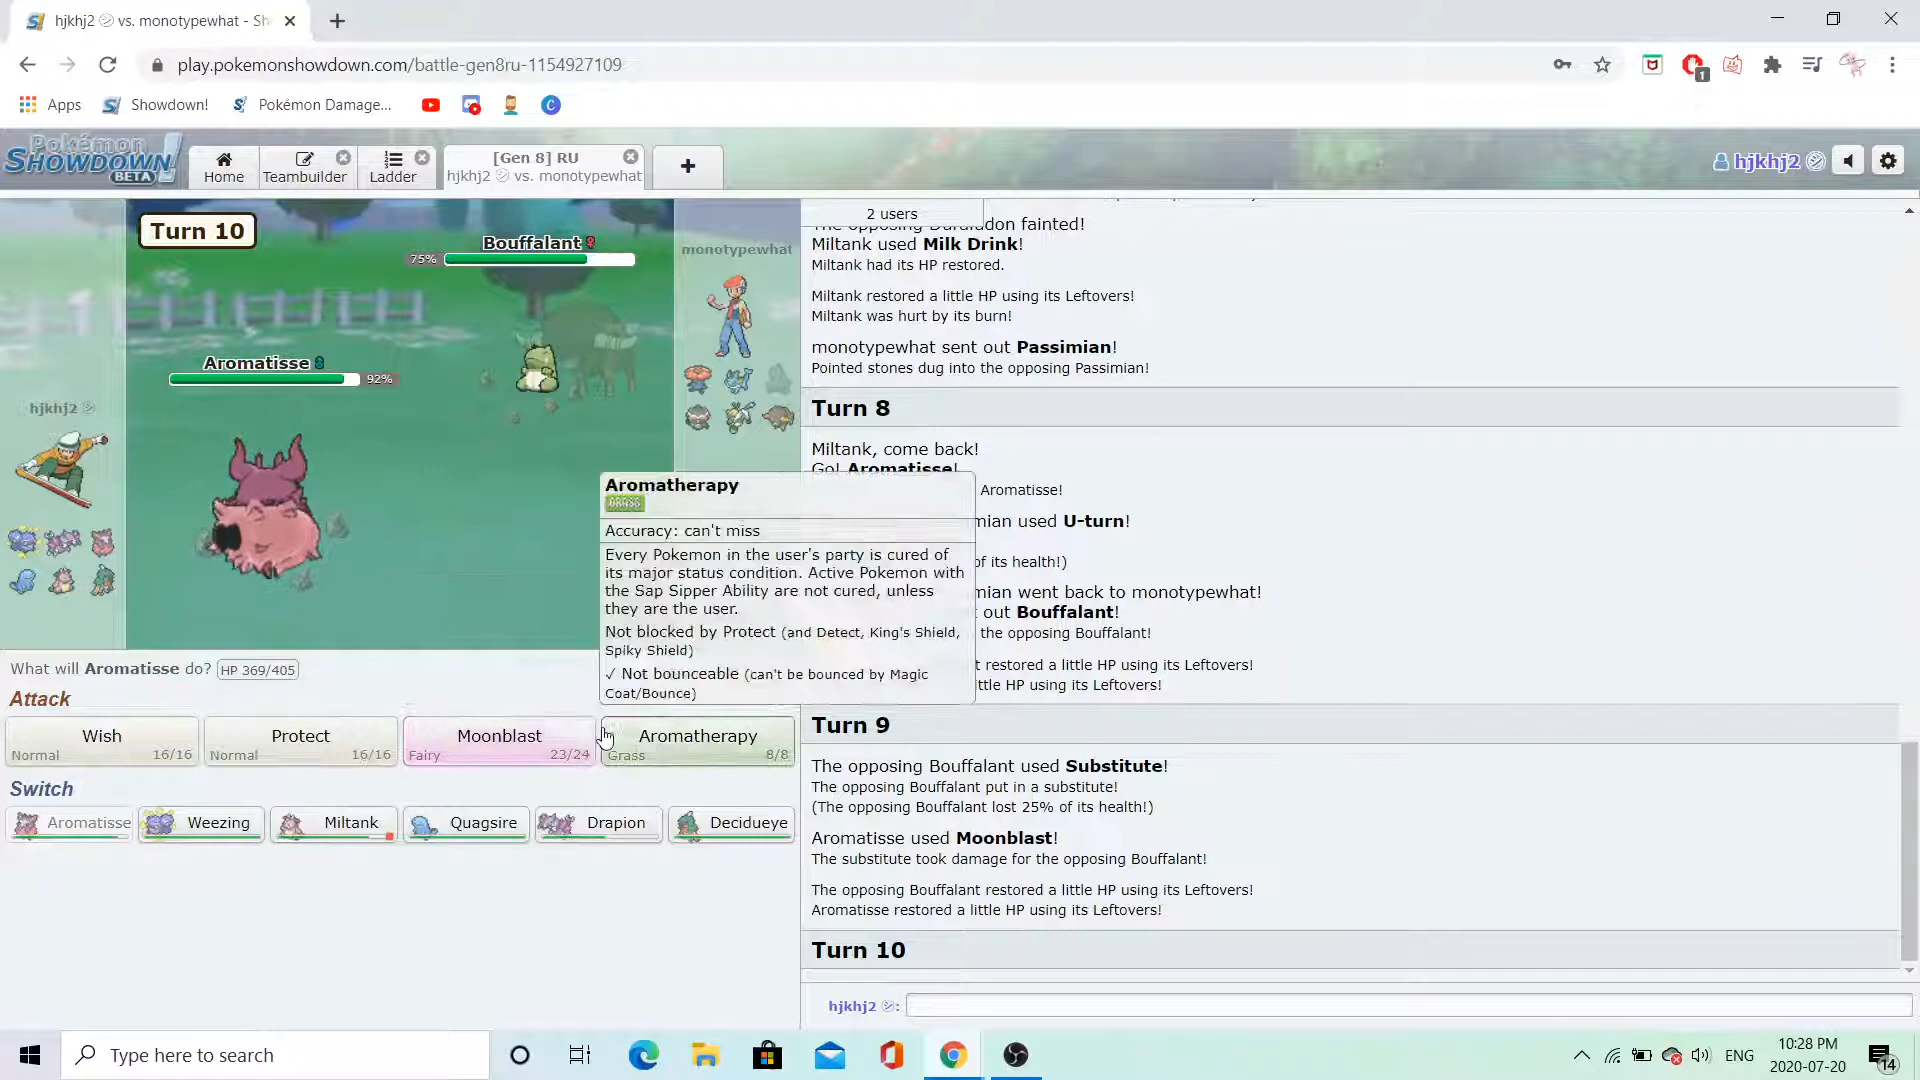 hjkhj2 vs. monotypewhat - Sh
play.pokemonshowdown.com/battle-gen8ru-1154927109
1
Apps
Showdown!
Pokémon Damage...
Pokémon
SHOWDOWN!
BETA
Home
Teambuilder
Ladder
[Gen 8] RU
hjkhj2 vs. monotypewhat
hjkhj2
Turn 10
Bouffalant
75%
monotypewhat
Aromatisse
92%
hjkhj2
2 users
fainted!
Miltank used Milk Drink!
Miltank had its HP restored.
Miltank restored a little HP using its Leftovers!
Miltank was hurt by its burn!
monotypewhat sent out Passimian!
Pointed stones dug into the opposing Passimian!
Turn 8
Miltank, come back!
Go! Aromatisse!
Aromatisse!
mian used U-turn!
of its health!)
mian went back to monotypewhat!
out Bouffalant!
the opposing Bouffalant!
t restored a little HP using its Leftovers!
ttle HP using its Leftovers!
Aromatherapy
GRASS
Accuracy: can't miss
Every Pokemon in the user's party is cured of
its major status condition. Active Pokemon with
the Sap Sipper Ability are not cured, unless
they are the user.
Not blocked by Protect (and Detect, King's Shield,
Spiky Shield)
✓ Not bounceable (can't be bounced by Magic
Coat/Bounce)
What will Aromatisse do? HP 369/405
Attack
Wish
Normal 16/16
Protect
Normal 16/16
Moonblast
Fairy 23/24
Aromatherapy
Grass 8/8
Switch
Aromatisse
Weezing
Miltank
Quagsire
Drapion
Decidueye
Turn 9
The opposing Bouffalant used Substitute!
The opposing Bouffalant put in a substitute!
(The opposing Bouffalant lost 25% of its health!)
Aromatisse used Moonblast!
The substitute took damage for the opposing Bouffalant!
The opposing Bouffalant restored a little HP using its Leftovers!
Aromatisse restored a little HP using its Leftovers!
Turn 10
hjkhj2 :
Type here to search
ENG
10:28 PM
2020-07-20
14